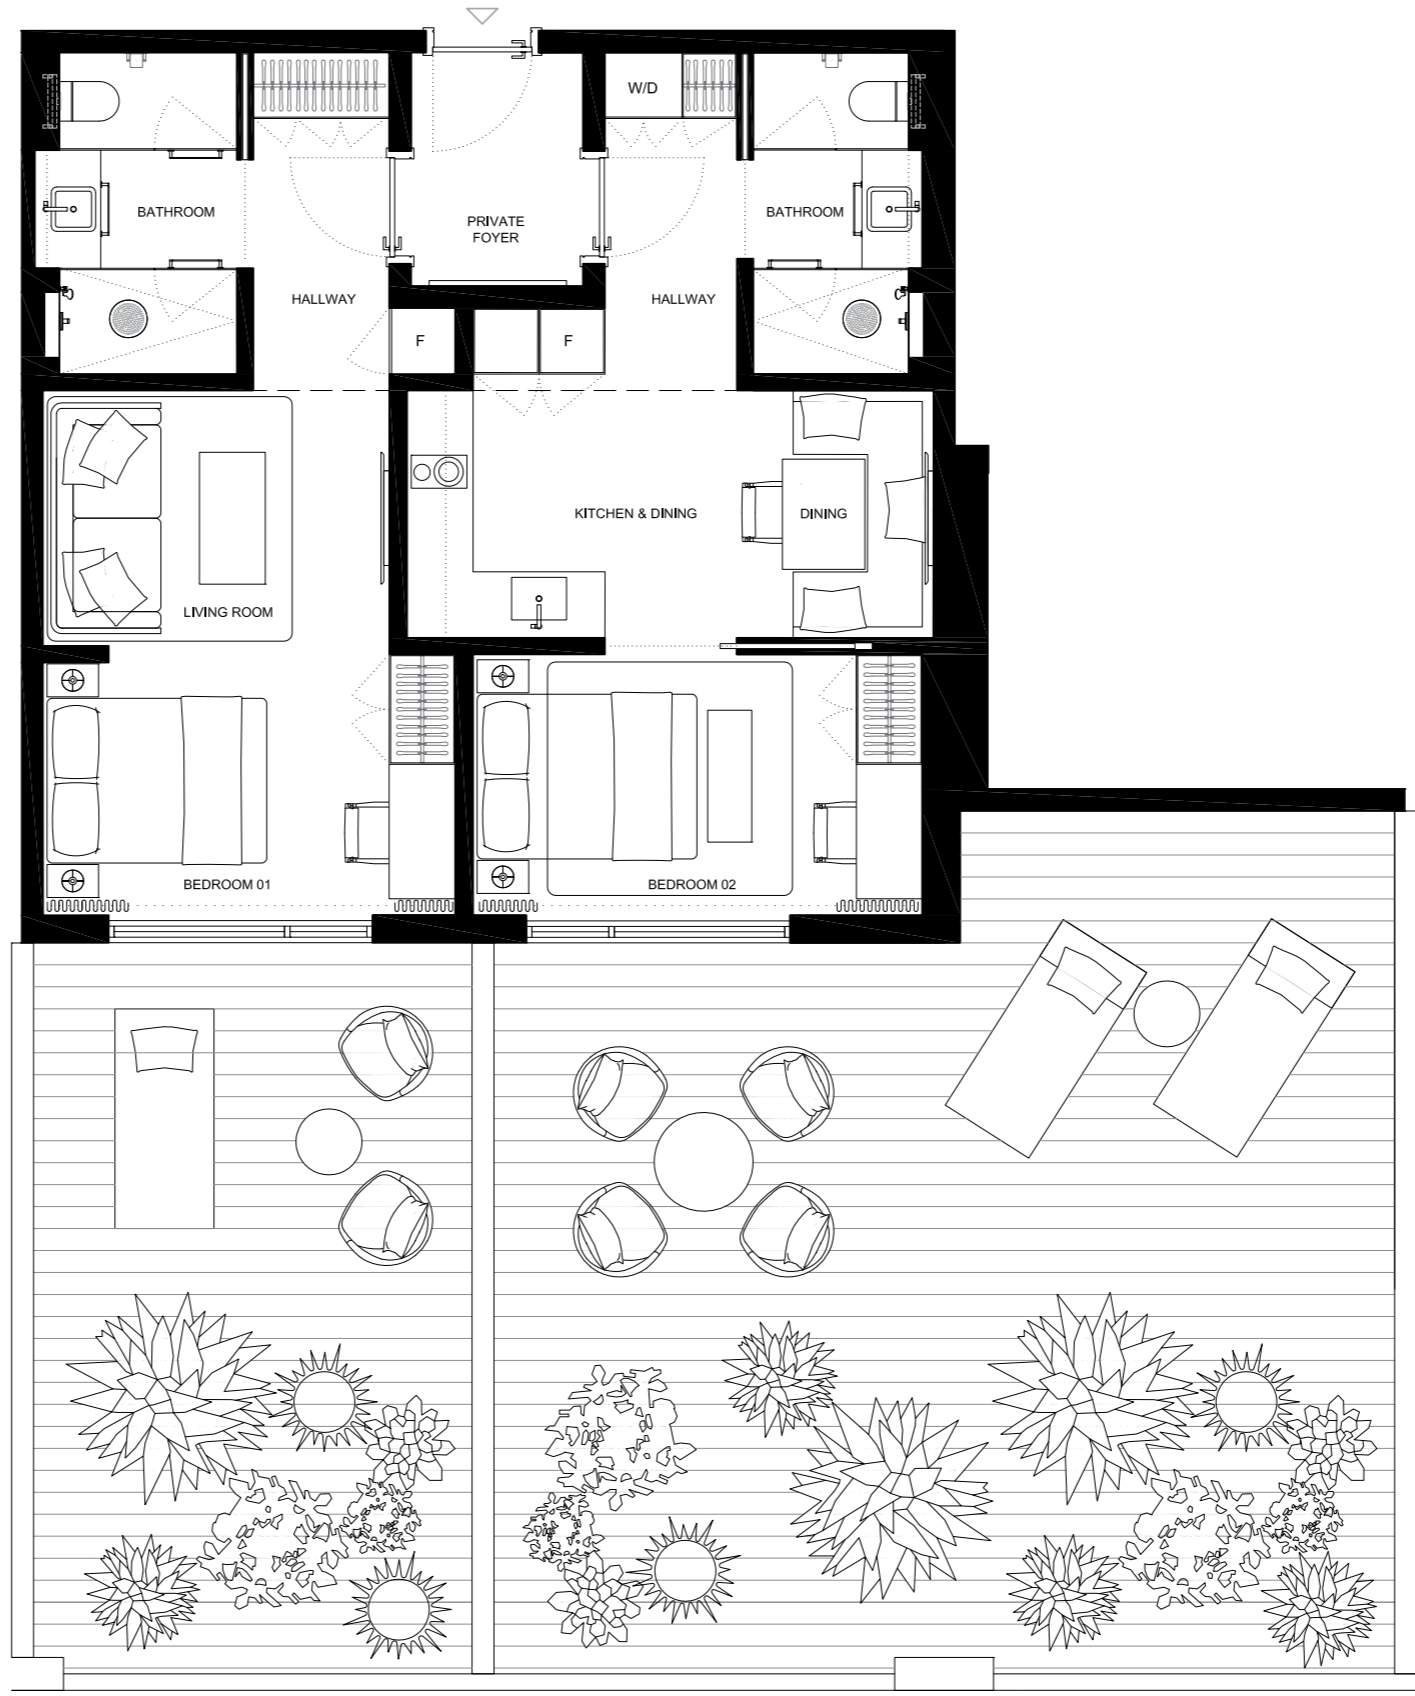 W/D
BATHROOM
PRIVATE
FOYER
BATHROOM
HALLWAY
HALLWAY
F
F
KITCHEN & DINING
DINING
LIVING ROOM
BEDROOM 01
BEDROOM 02